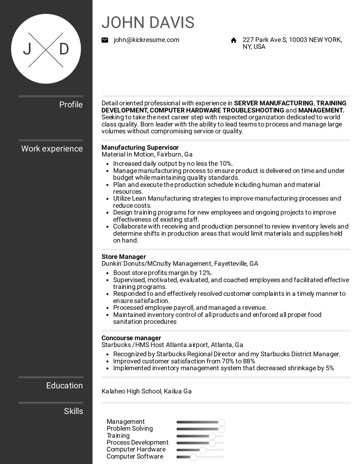 JOHN DAVIS
J D
john@kickresume.com
227 Park Ave S, 10003 NEW YORK,
NY, USA
Profile
Detail oriented professional with experience in SERVER MANUFACTURING, TRAINING
DEVELOPMENT, COMPUTER HARDWARE TROUBLESHOOTING and MANAGEMENT.
Seeking to take the next career step with respected organization dedicated to world
class quality. Born leader with the ability to lead teams to process and manage large
volumes without compromising service or quality.
Work experience
Manufacturing Supervisor
Material In Motion, Fairburn, Ga
• Increased daily output by no less the 10%.
• Manage manufacturing process to ensure product is delivered on time and under
budget while maintaining quality standards.
• Plan and execute the production schedule including human and material
resources.
• Utilize Lean Manufacturing strategies to improve manufacturing processes and
reduce costs.
• Design training programs for new employees and ongoing projects to improve
effectiveness of existing staff.
• Collaborate with receiving and production personnel to review inventory levels and
determine shifts in production areas that would limit materials and supplies held
on hand.
Store Manager
Dunkin' Donuts/MCnulty Management, Fayetteville, GA
• Boost store profits margin by 12%.
• Supervised, motivated, evaluated, and coached employees and facilitated effective
training programs.
• Responded to and effectively resolved customer complaints in a timely manner to
ensure satisfaction.
• Processed employee payroll, and managed a revenue.
• Maintained inventory control of all products and enforced all proper food
sanitation procedures
Concourse manager
Starbucks /HMS Host Atlanta airport, Atlanta, Ga
• Recognized by Starbucks Regional Director and my Starbucks District Manager.
• Improved customer satisfaction from 70% to 88%
• Implemented inventory management system that decreased shrinkage by 5%
Education
Kalaheo High School, Kailua Ga
Skills
Management
Problem Solving
Training
Process Development
Computer Hardware
Computer Software